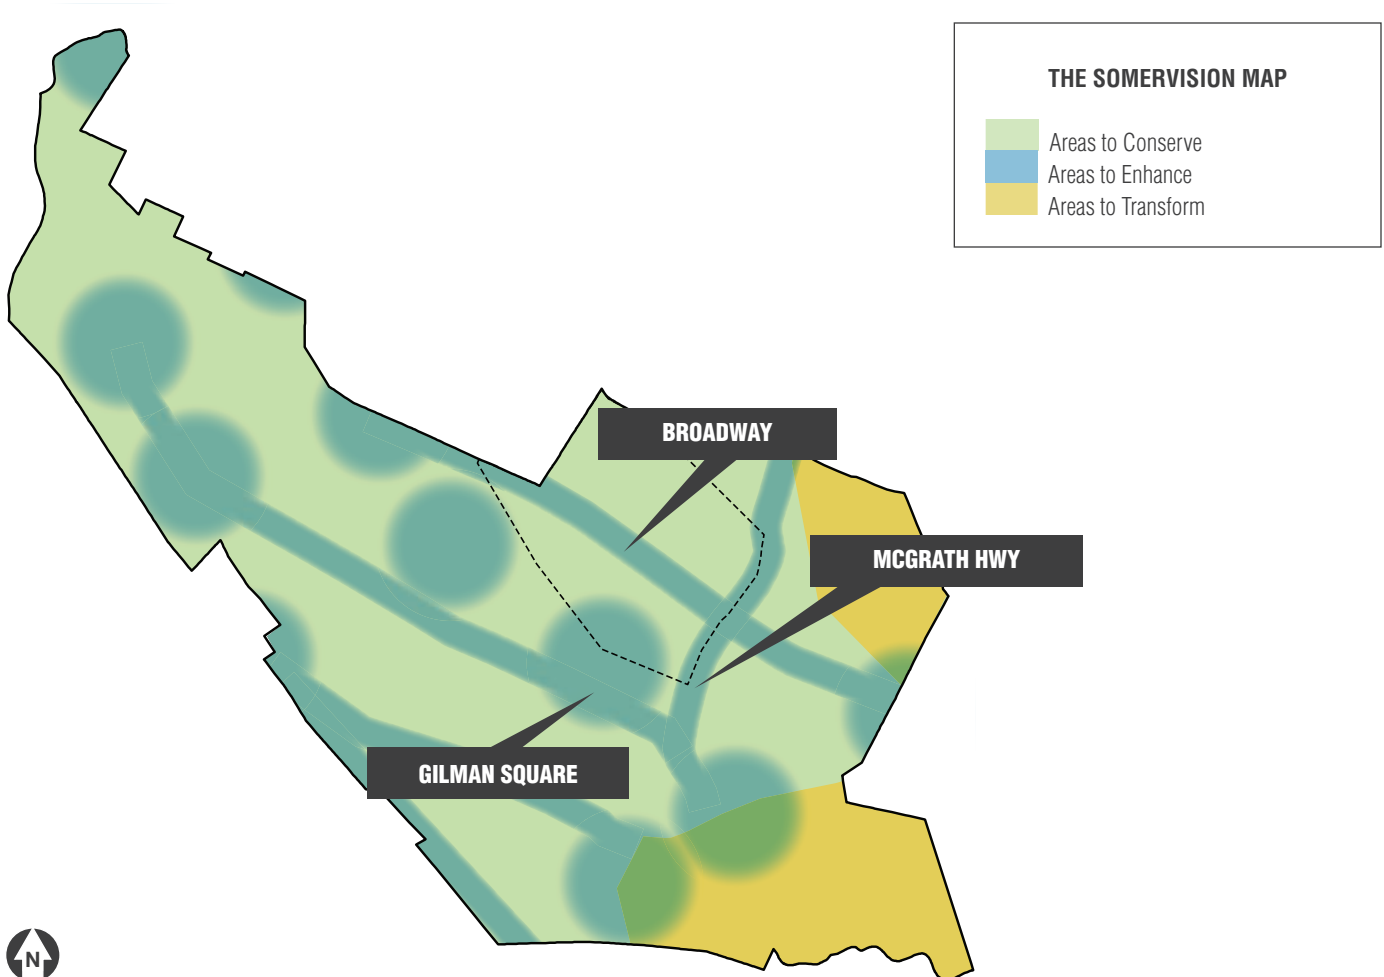 THE SOMERVISION MAP
Areas to Conserve
Areas to Enhance
Areas to Transform
BROADWAY
MCGRATH HWY
GILMAN SQUARE
N